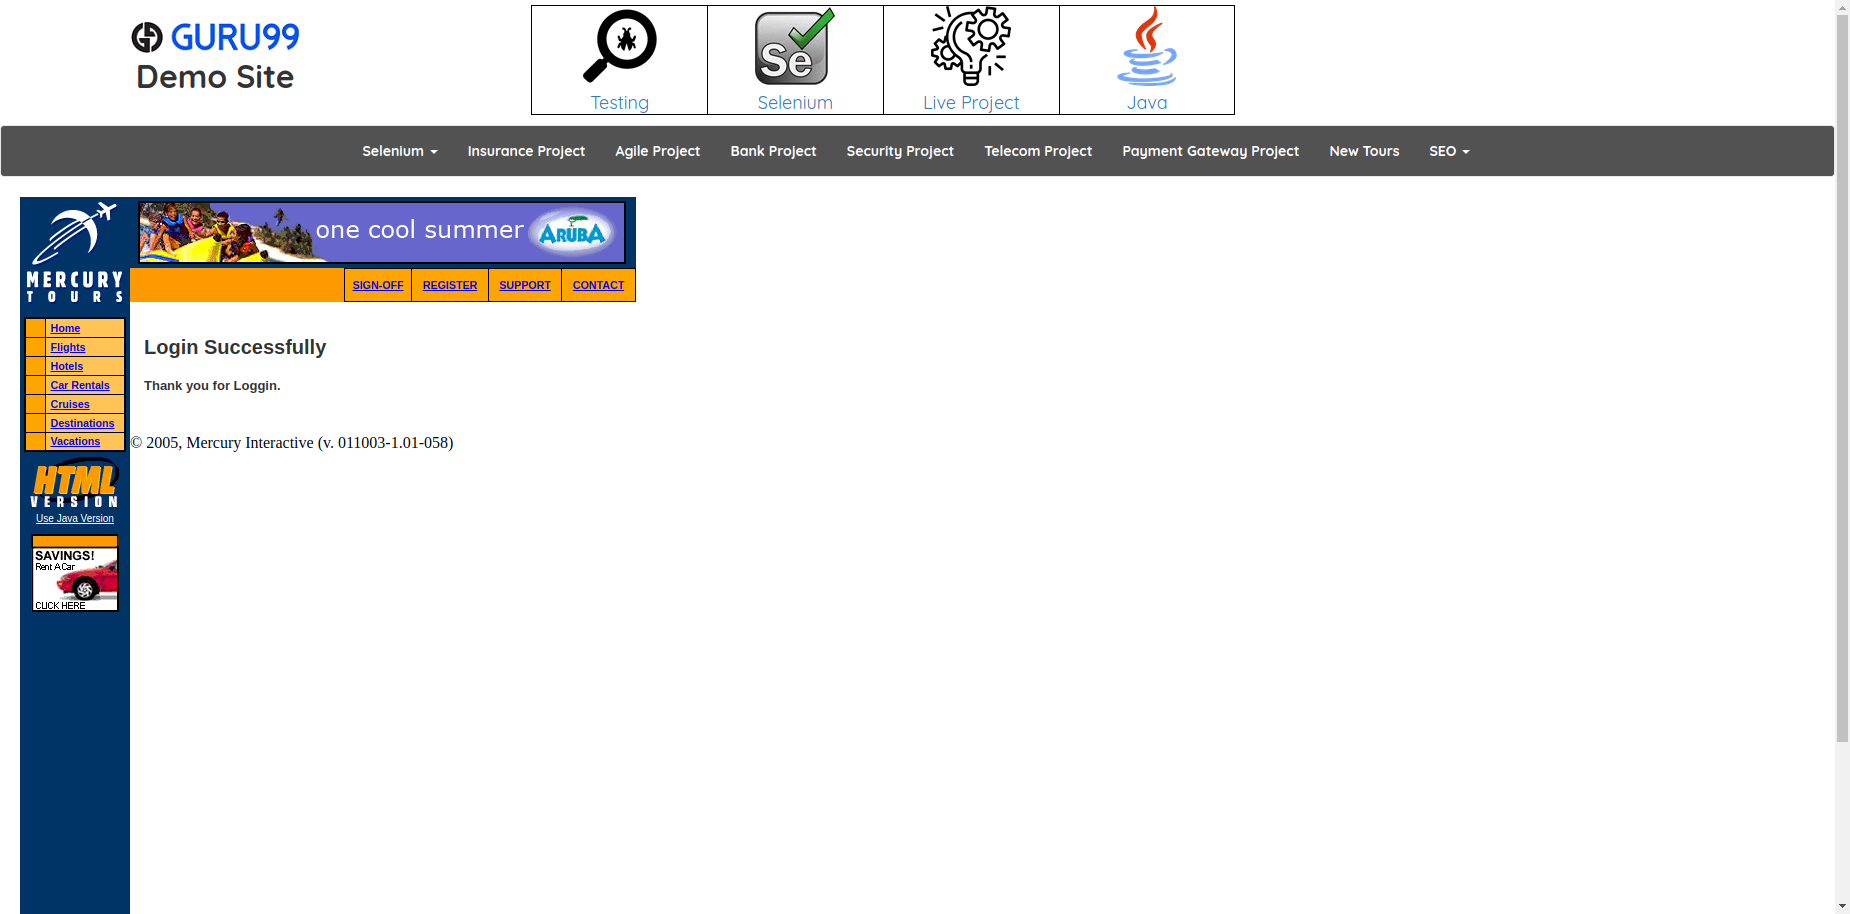 GURU99
Demo Site
Testing
Se
Selenium
Live Project
Java
Selenium
Insurance Project
Agile Project
Bank Project
Security Project
Telecom Project
Payment Gateway Project
New Tours
SEO
MERCURY
TOURS
one cool summer
ARUBA
SIGN-OFF
REGISTER
SUPPORT
CONTACT
Home
Flights
Hotels
Car Rentals
Cruises
Destinations
Vacations
HTML
VERSION
Use Java Version
SAVINGS!
Rent A Car
CLICK HERE
Login Successfully
Thank you for Loggin.
© 2005, Mercury Interactive (v. 011003-1.01-058)